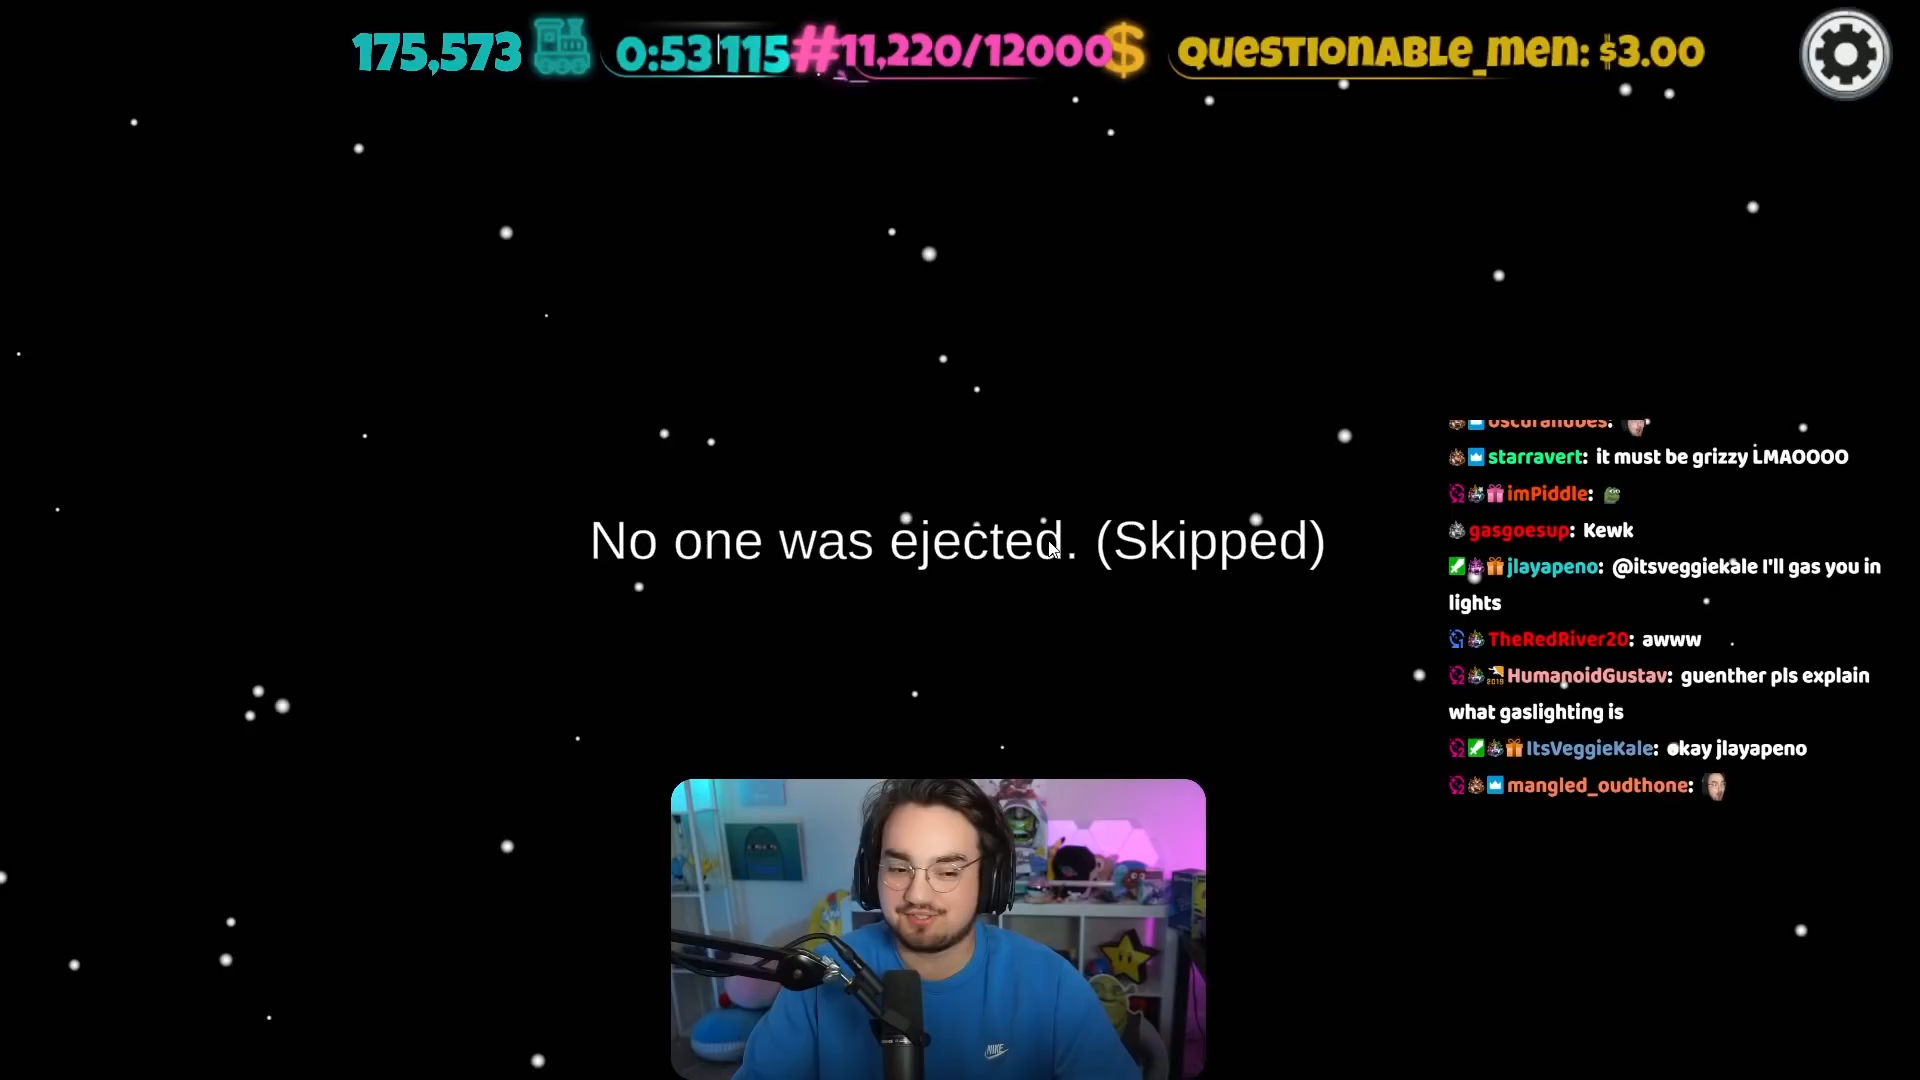 175,573 0:53 115 #11,220/12000 $ QUESTIONABLE_MEN: $3.00
oscuranubes:
starravert: it must be grizzy LMAOOOO
imPiddle:
gasgoesup: Kewk
jlayapeno: @itsveggiekale I'll gas you in
lights
No one was ejected. (Skipped)
TheRedRiver20: awww
HumanoidGustav: guenther pls explain
what gaslighting is
ItsVeggieKale: okay jlayapeno
mangled_oudthone:
NIKE